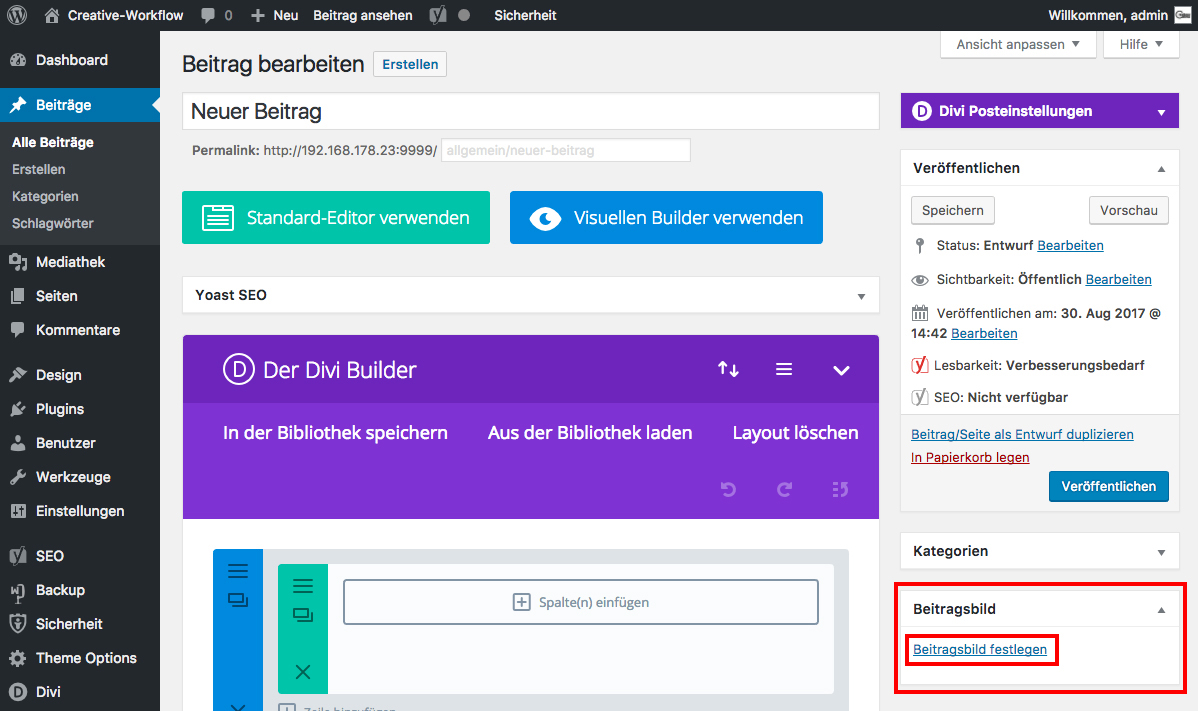 Creative-Workflow 0 Neu Beitrag ansehen Sicherheit Willkommen, admin
Dashboard
Beiträge
Alle Beiträge
Erstellen
Kategorien
Schlagwörter
Mediathek
Seiten
Kommentare
Design
Plugins
Benutzer
Werkzeuge
Einstellungen
SEO
Backup
Sicherheit
Theme Options
Divi
Ansicht anpassen Hilfe
Beitrag bearbeiten Erstellen
Neuer Beitrag
Permalink: http://192.168.178.23:9999/ allgemein/neuer-beitrag
Standard-Editor verwenden Visuellen Builder verwenden
Yoast SEO
Der Divi Builder
In der Bibliothek speichern Aus der Bibliothek laden Layout löschen
Spalte(n) einfügen
Zeile hinzufügen
Divi Posteinstellungen
Veröffentlichen
Speichern Vorschau
Status: Entwurf Bearbeiten
Sichtbarkeit: Öffentlich Bearbeiten
Veröffentlichen am: 30. Aug 2017 @
14:42 Bearbeiten
Lesbarkeit: Verbesserungsbedarf
SEO: Nicht verfügbar
Beitrag/Seite als Entwurf duplizieren
In Papierkorb legen
Veröffentlichen
Kategorien
Beitragsbild
Beitragsbild festlegen